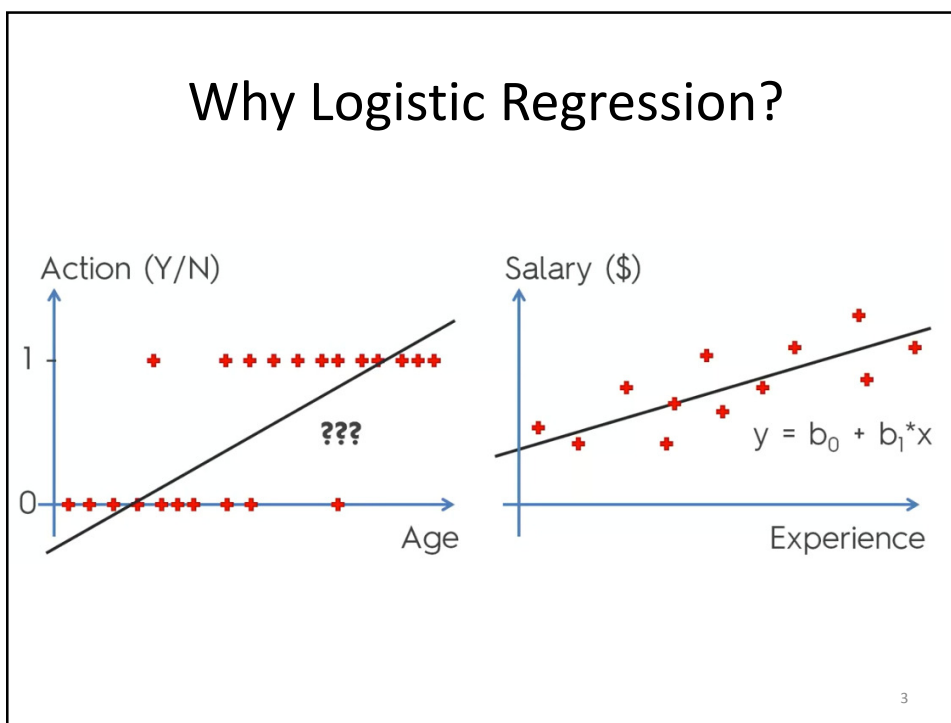 Why Logistic Regression?
Action (Y/N)
1
???
0
Age
Salary ($)
y = b₀ + b₁*x
Experience
3